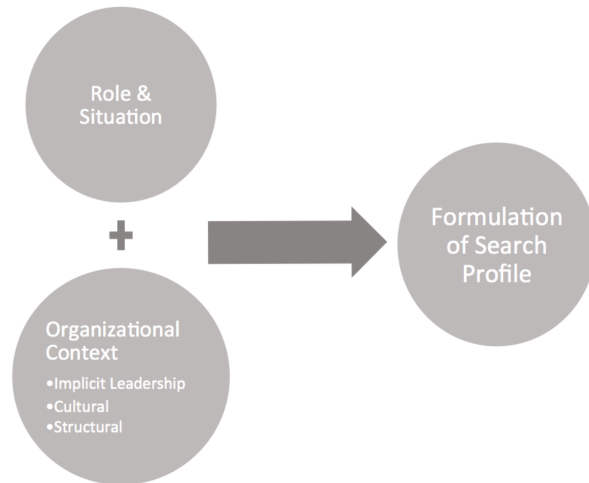 Role &
Situation
+
Organizational
Context
•Implicit Leadership
•Cultural
•Structural
Formulation
of Search
Profile